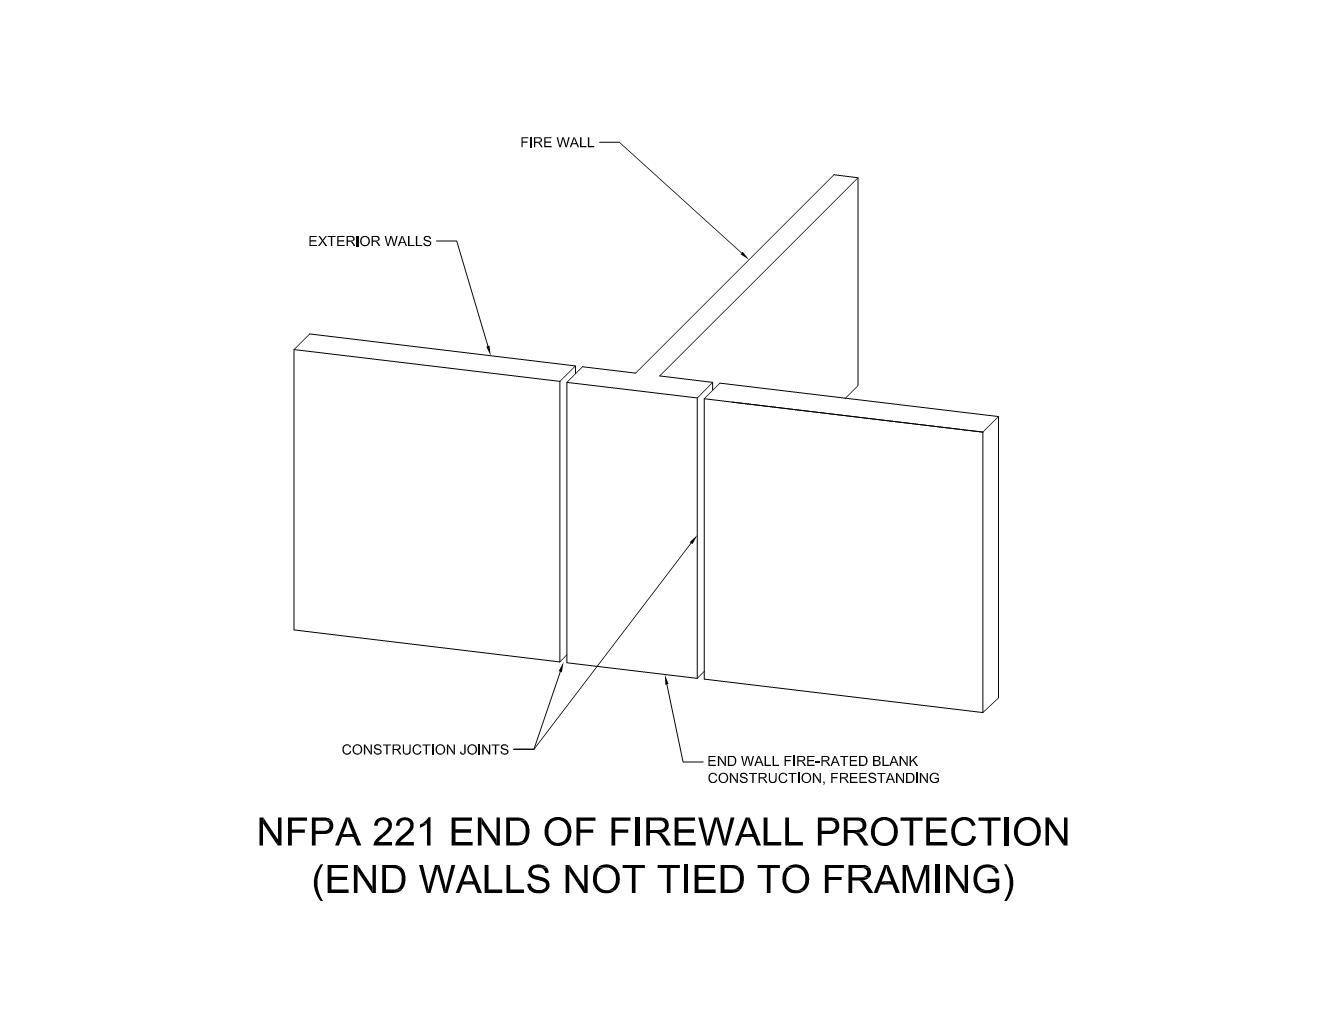 FIRE WALL
EXTERIOR WALLS
CONSTRUCTION JOINTS
END WALL FIRE-RATED BLANK
CONSTRUCTION, FREESTANDING
NFPA 221 END OF FIREWALL PROTECTION
(END WALLS NOT TIED TO FRAMING)